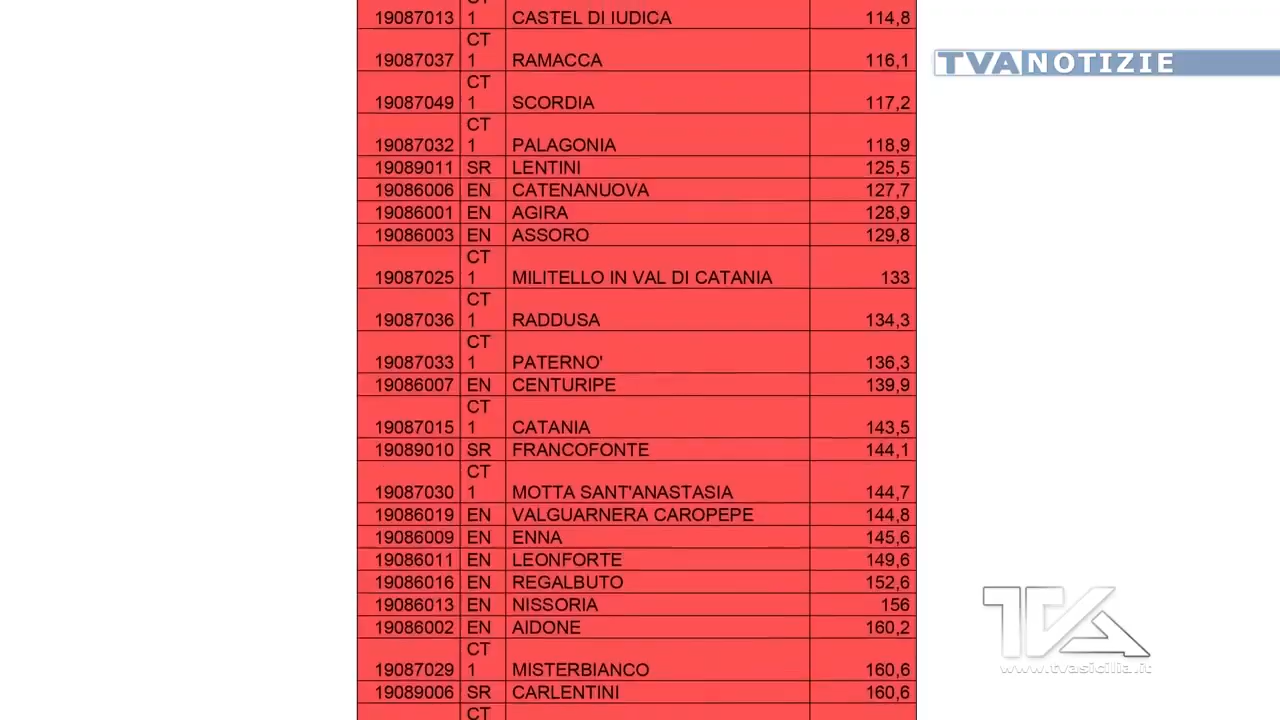 CT
19087013 1 CASTEL DI IUDICA 114,8
CT
19087037 1 RAMACCA 116,1
CT
19087049 1 SCORDIA 117,2
CT
19087032 1 PALAGONIA 118,9
19089011 SR LENTINI 125,5
19086006 EN CATENANUOVA 127,7
19086001 EN AGIRA 128,9
19086003 EN ASSORO 129,8
CT
19087025 1 MILITELLO IN VAL DI CATANIA 133
CT
19087036 1 RADDUSA 134,3
CT
19087033 1 PATERNO' 136,3
19086007 EN CENTURIPE 139,9
CT
19087015 1 CATANIA 143,5
19089010 SR FRANCOFONTE 144,1
CT
19087030 1 MOTTA SANT'ANASTASIA 144,7
19086019 EN VALGUARNERA CAROPEPE 144,8
19086009 EN ENNA 145,6
19086011 EN LEONFORTE 149,6
19086016 EN REGALBUTO 152,6
19086013 EN NISSORIA 156
19086002 EN AIDONE 160,2
CT
19087029 1 MISTERBIANCO 160,6
19089006 SR CARLENTINI 160,6
CT
TVANOTIZIE
TVA
www.tvasicilia.it